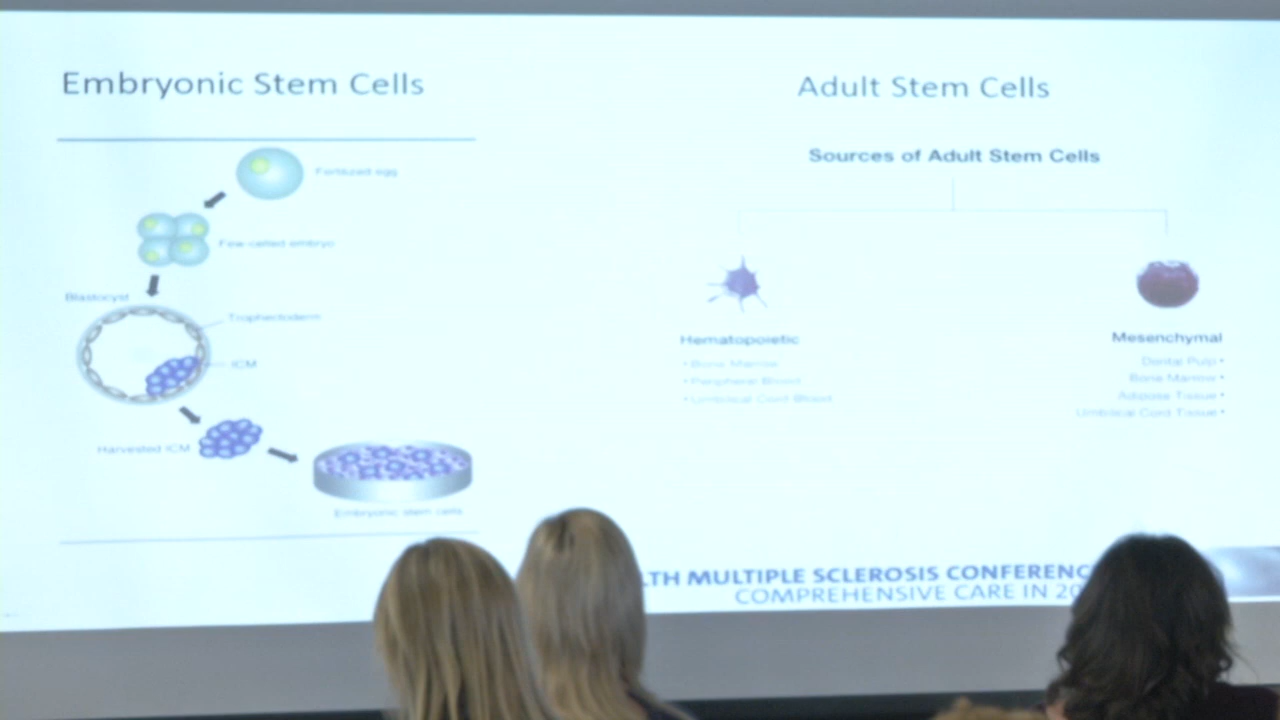 Embryonic Stem Cells
Fertilized egg
Few-celled embryo
Blastocyst
Trophectoderm
ICM
Harvested ICM
Embryonic stem cells
Adult Stem Cells
Sources of Adult Stem Cells
Hematopoietic
• Bone Marrow
• Peripheral Blood
• Umbilical Cord Blood
Mesenchymal
Dental Pulp •
Bone Marrow •
Adipose Tissue •
Umbilical Cord Tissue •
LTH MULTIPLE SCLEROSIS CONFERENC
COMPREHENSIVE CARE IN 20